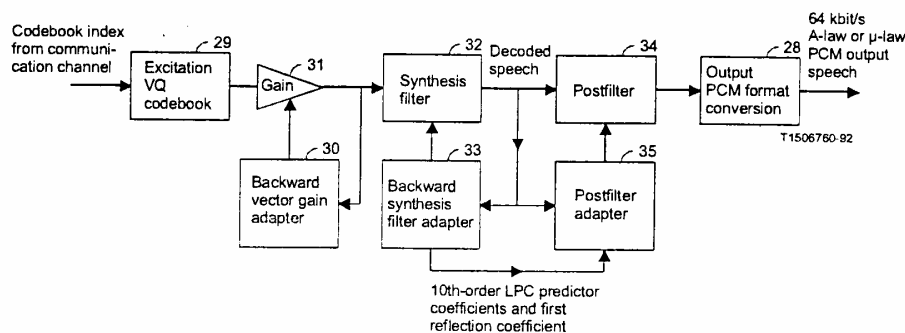 Codebook index
from communi-
cation channel
29
Excitation
VQ
codebook
31
Gain
30
Backward
vector gain
adapter
32
Synthesis
filter
33
Backward
synthesis
filter adapter
Decoded
speech
34
Postfilter
35
Postfilter
adapter
28
Output
PCM format
conversion
64 kbit/s
A-law or µ-law
PCM output
speech
T1506760-92
10th-order LPC predictor
coefficients and first
reflection coefficient